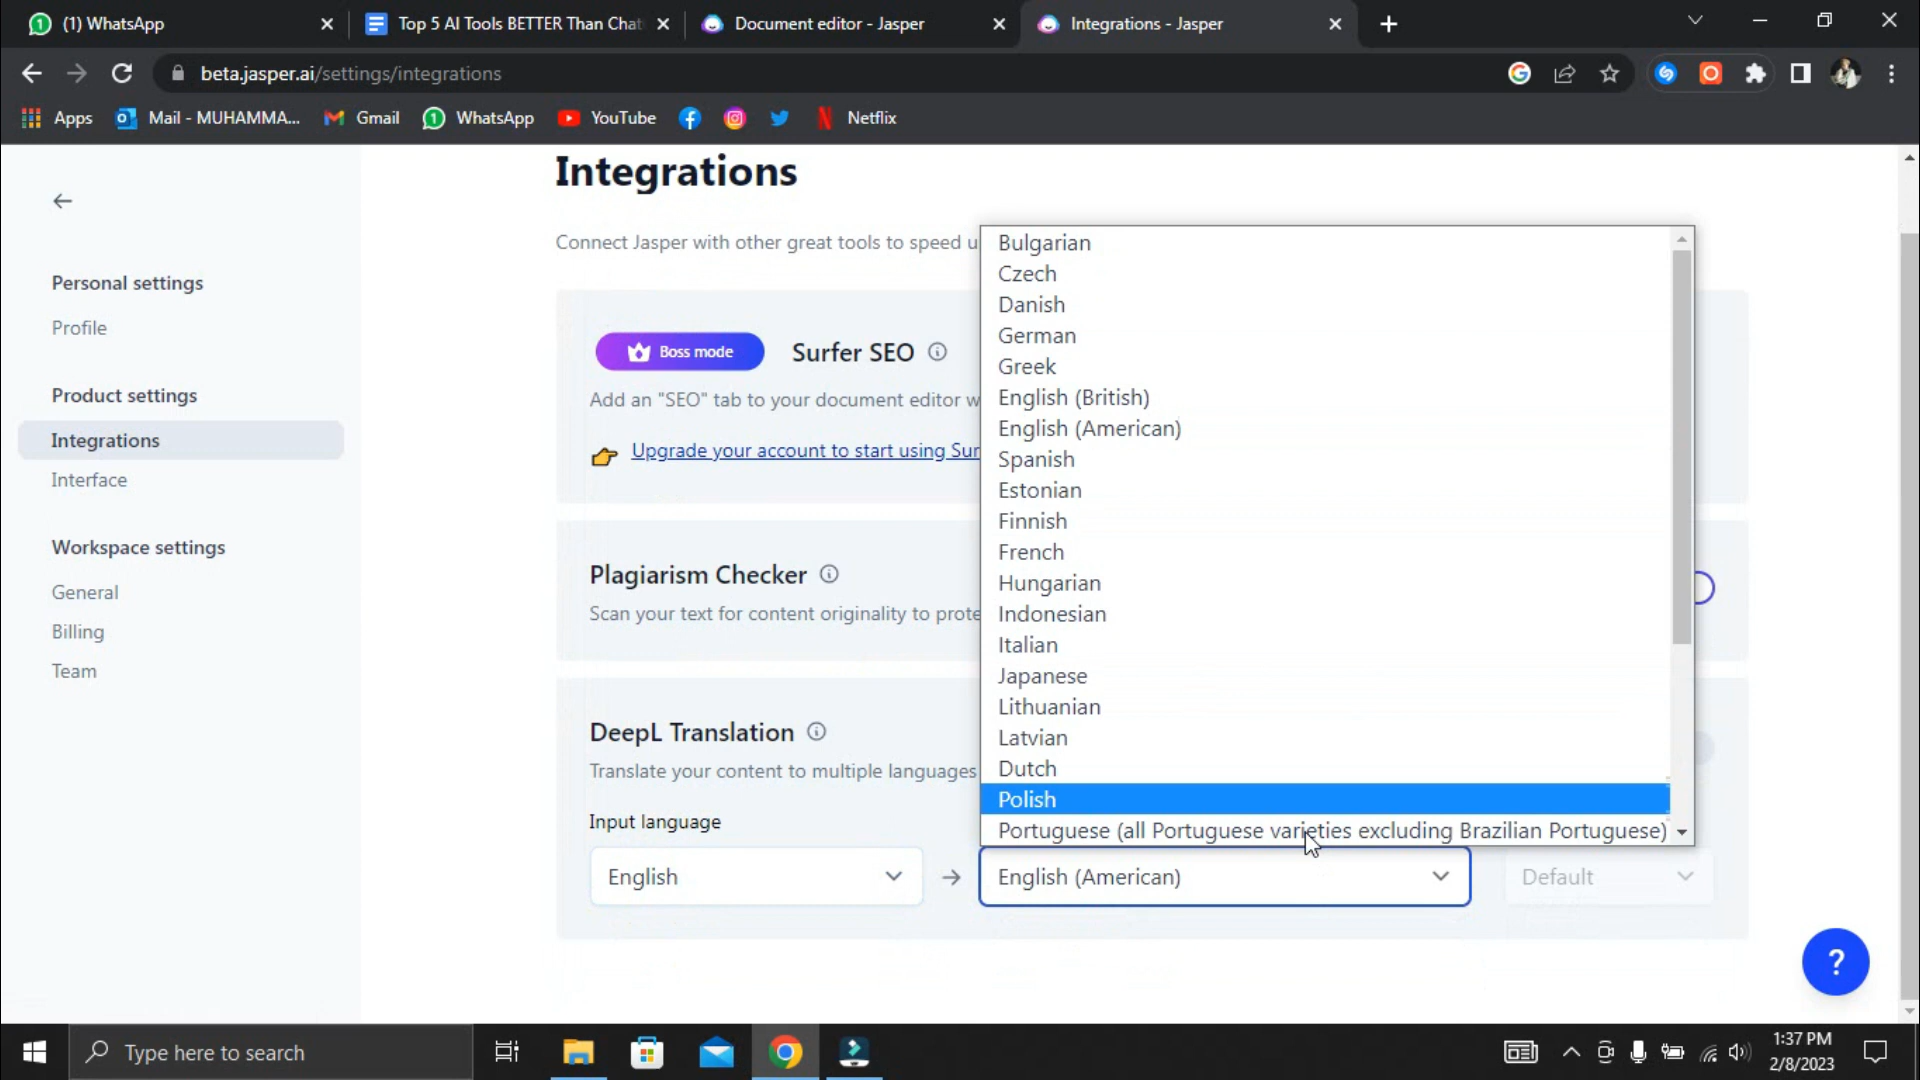 (1) WhatsApp
Top 5 AI Tools BETTER Than Chat
Document editor - Jasper
Integrations - Jasper
beta.jasper.ai/settings/integrations
Apps
Mail - MUHAMMA...
Gmail
WhatsApp
YouTube
Netflix
Integrations
Connect Jasper with other great tools to speed u
Personal settings
Profile
Product settings
Integrations
Interface
Workspace settings
General
Billing
Team
Boss mode
Surfer SEO
Add an "SEO" tab to your document editor w
Upgrade your account to start using Sur
Plagiarism Checker
Scan your text for content originality to prote
DeepL Translation
Translate your content to multiple languages
Input language
English
English (American)
Default
Bulgarian
Czech
Danish
German
Greek
English (British)
English (American)
Spanish
Estonian
Finnish
French
Hungarian
Indonesian
Italian
Japanese
Lithuanian
Latvian
Dutch
Polish
Portuguese (all Portuguese varieties excluding Brazilian Portuguese)
?
Type here to search
1:37 PM
2/8/2023